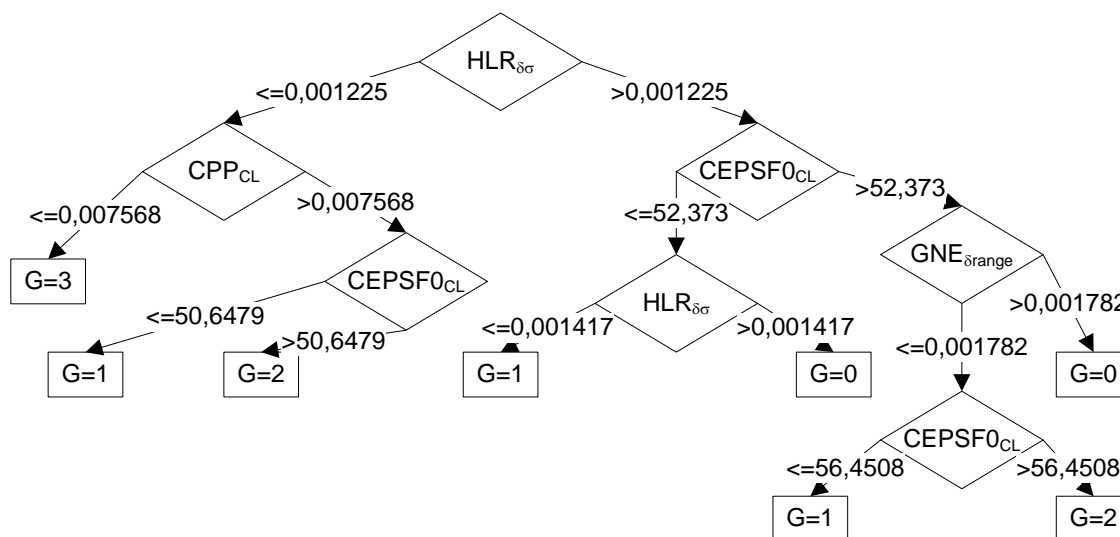 HLRδσ
<=0,001225
>0,001225
CPPCL
CEPSF0CL
<=0,007568
>0,007568
<=52,373
>52,373
G=3
CEPSF0CL
HLRδσ
GNEδrange
<=50,6479
>50,6479
<=0,001417
>0,001417
<=0,001782
>0,001782
G=1
G=2
G=1
G=0
G=0
CEPSF0CL
<=56,4508
>56,4508
G=1
G=2